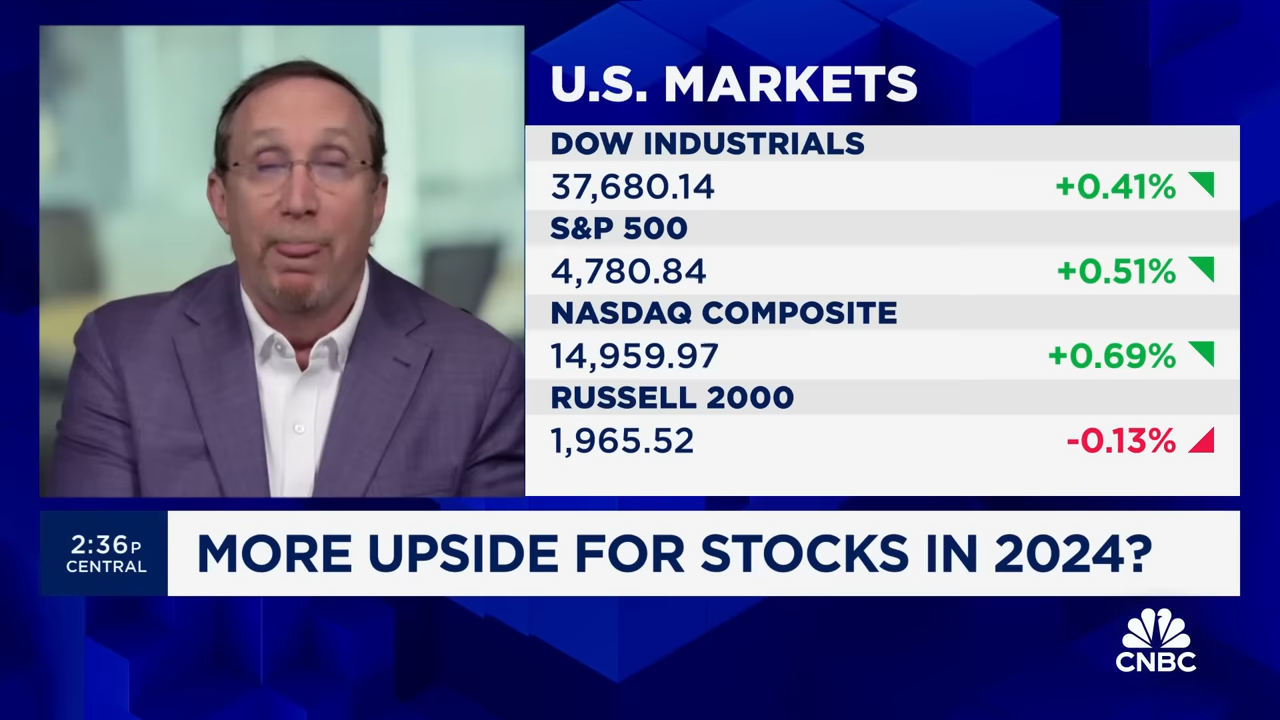 U.S. MARKETS
DOW INDUSTRIALS
37,680.14 +0.41%
S&P 500
4,780.84 +0.51%
NASDAQ COMPOSITE
14,959.97 +0.69%
RUSSELL 2000
1,965.52 -0.13%
2:36P
CENTRAL
MORE UPSIDE FOR STOCKS IN 2024?
CNBC